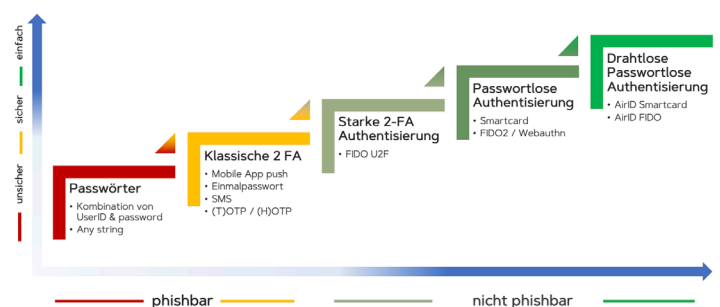 einfach
sicher
unsicher
Passwörter
• Kombination von
UserID & password
• Any string
Klassische 2 FA
• Mobile App push
• Einmalpasswort
• SMS
• (T)OTP / (H)OTP
Starke 2-FA
Authentisierung
• FIDO U2F
Passwortlose
Authentisierung
• Smartcard
• FIDO2 / Webauthn
Drahtlose
Passwortlose
Authentisierung
• AirID Smartcard
• AirID FIDO
phishbar
nicht phishbar